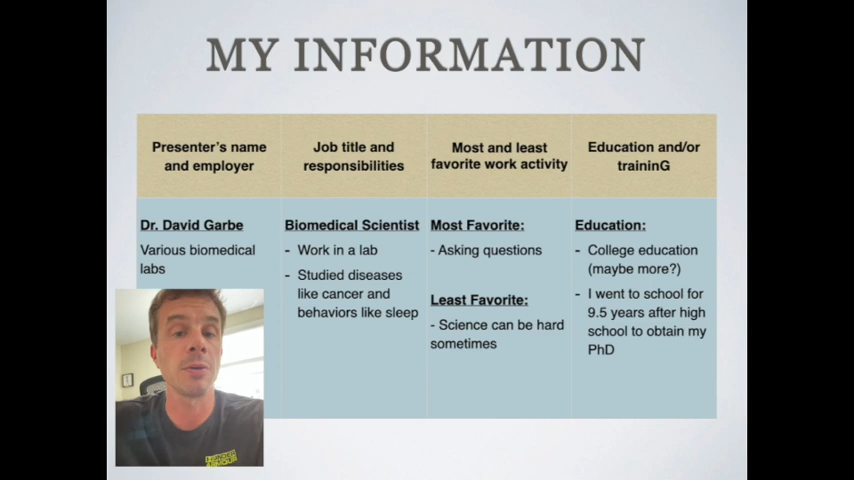 MY INFORMATION
Presenter's name
and employer
Job title and
responsibilities
Most and least
favorite work activity
Education and/or
traininG
Dr. David Garbe
Various biomedical
labs
Biomedical Scientist
- Work in a lab
- Studied diseases
like cancer and
behaviors like sleep
Most Favorite:
- Asking questions
Least Favorite:
- Science can be hard
sometimes
Education:
- College education
(maybe more?)
- I went to school for
9.5 years after high
school to obtain my
PhD
UNDER
ARMOUR